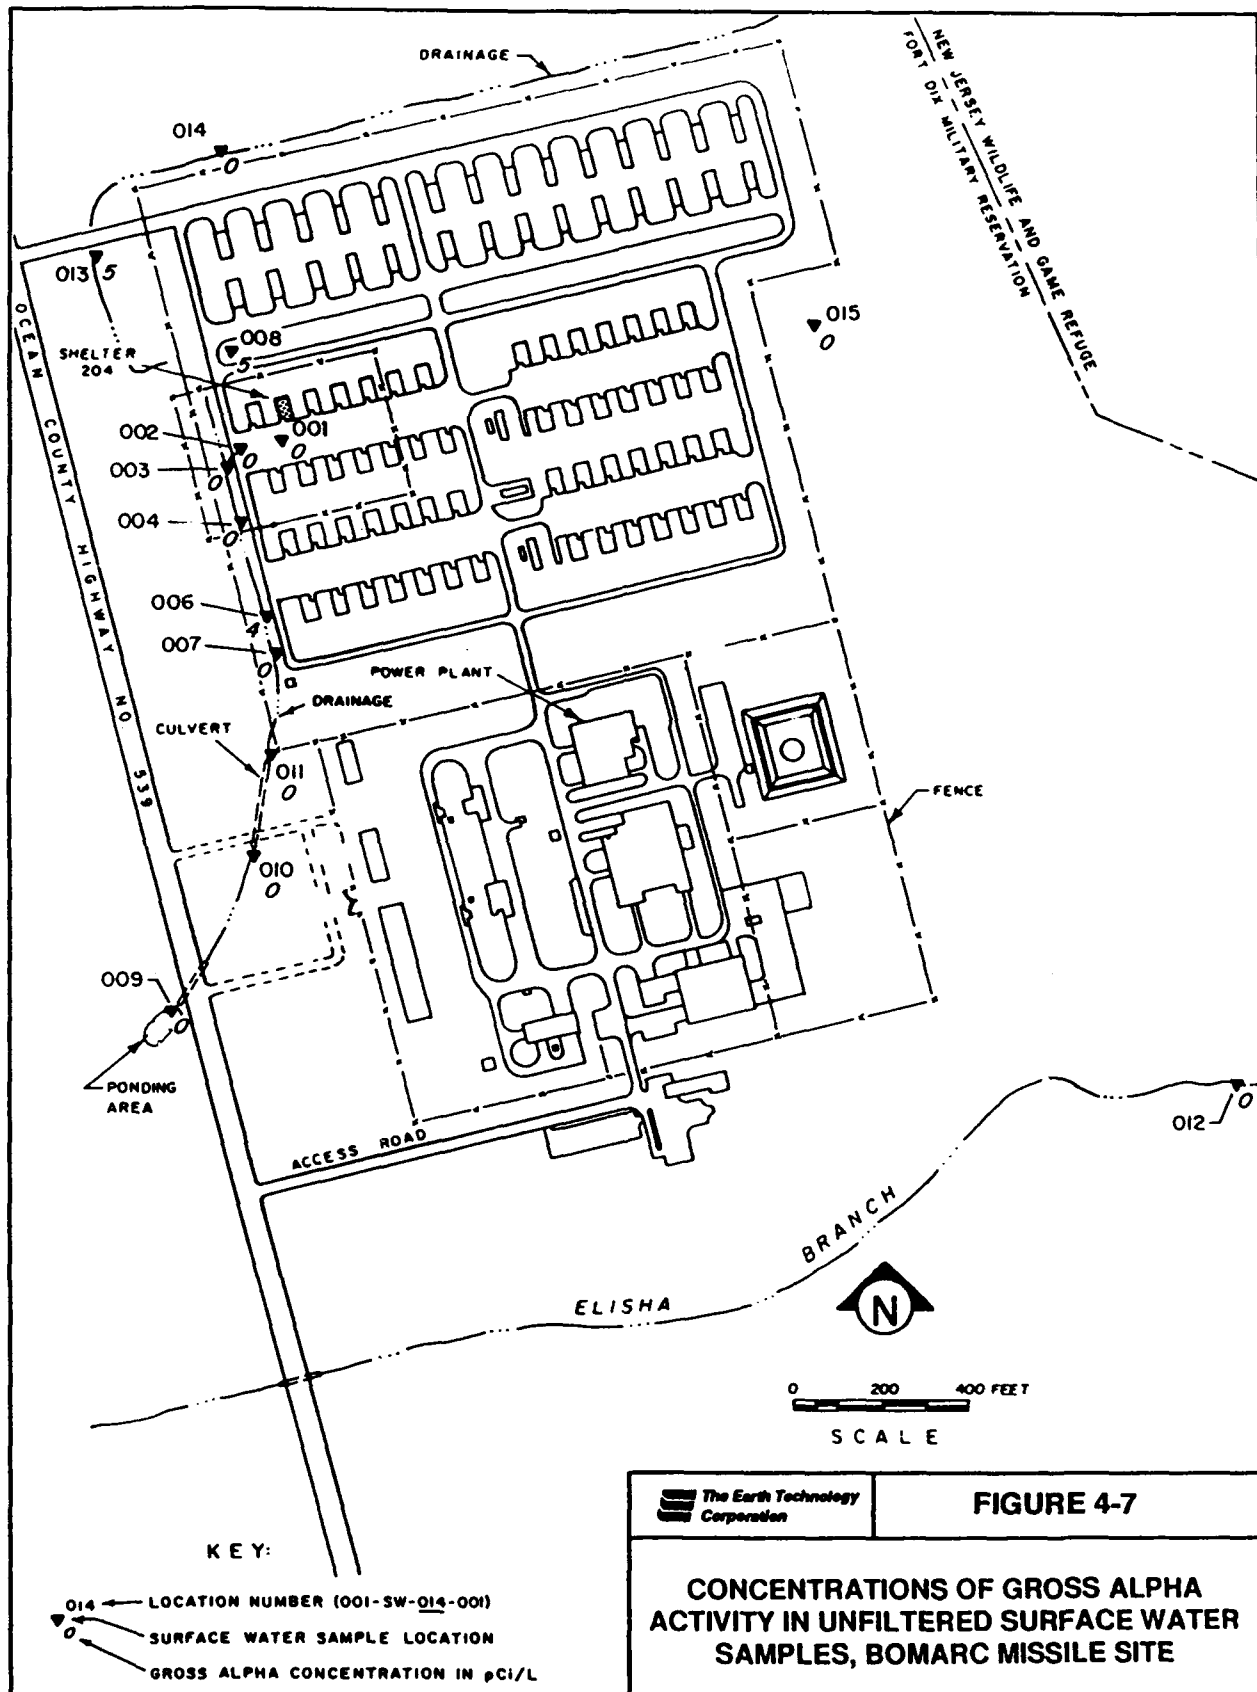 DRAINAGE
NEW JERSEY WILDLIFE AND GAME REFUGE
FORT DIX MILITARY RESERVATION
014
0
013
5
OCEAN COUNTY HIGHWAY NO 539
SHELTER
204
008
5
015
0
001
0
002
0
003
0
004
0
006
4
007
0
POWER PLANT
DRAINAGE
CULVERT
011
0
FENCE
010
0
009
0
PONDING
AREA
ACCESS ROAD
012
0
ELISHA BRANCH
N
0 200 400 FEET
SCALE
The Earth Technology
Corporation
FIGURE 4-7
CONCENTRATIONS OF GROSS ALPHA
ACTIVITY IN UNFILTERED SURFACE WATER
SAMPLES, BOMARC MISSILE SITE
KEY:
014 LOCATION NUMBER (001-SW-014-001)
SURFACE WATER SAMPLE LOCATION
0 GROSS ALPHA CONCENTRATION IN pCi/L